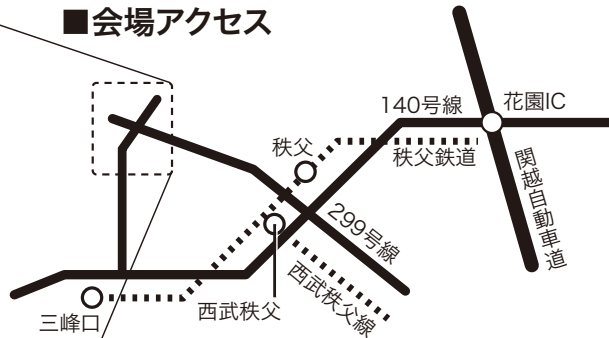 ■会場アクセス
140号線
花園IC
秩父
秩父鉄道
関越自動車道
299号線
西武秩父線
西武秩父
三峰口